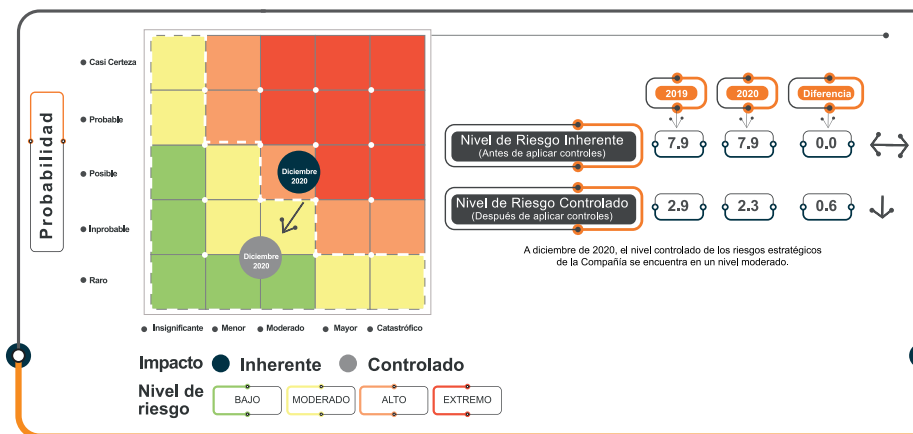 Probabilidad
Casi Certeza
Probable
Posible
Inprobable
Raro
Diciembre
2020
Diciembre
2020
Insignificante
Menor
Moderado
Mayor
Catastrófico
Impacto
Inherente
Controlado
Nivel de
riesgo
BAJO
MODERADO
ALTO
EXTREMO
2019
2020
Diferencia
Nivel de Riesgo Inherente
(Antes de aplicar controles)
7.9
7.9
0.0
Nivel de Riesgo Controlado
(Después de aplicar controles)
2.9
2.3
0.6
A diciembre de 2020, el nivel controlado de los riesgos estratégicos
de la Compañía se encuentra en un nivel moderado.